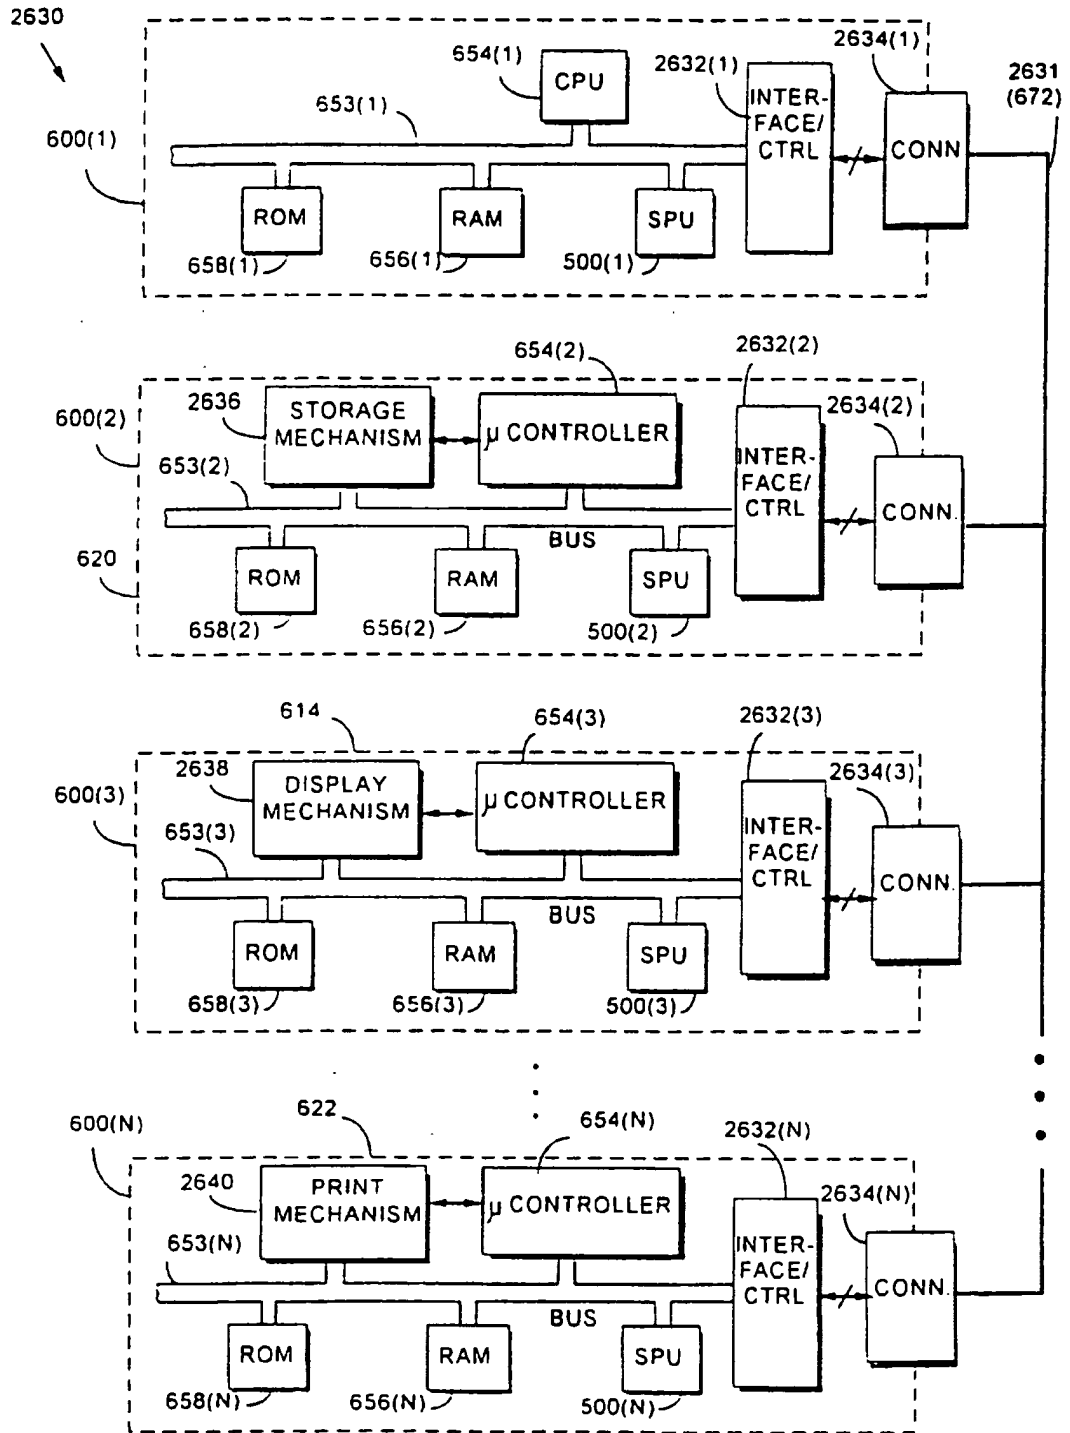 2630
600(1)
653(1)
654(1)
CPU
2632(1)
INTER-
FACE/
CTRL
2634(1)
CONN
2631
(672)
ROM
658(1)
RAM
656(1)
SPU
500(1)
600(2)
620
2636
STORAGE
MECHANISM
654(2)
μ CONTROLLER
2632(2)
INTER-
FACE/
CTRL
2634(2)
CONN.
653(2)
BUS
ROM
658(2)
RAM
656(2)
SPU
500(2)
614
600(3)
2638
DISPLAY
MECHANISM
654(3)
μ CONTROLLER
2632(3)
INTER-
FACE/
CTRL
2634(3)
CONN.
653(3)
BUS
ROM
658(3)
RAM
656(3)
SPU
500(3)
622
600(N)
2640
PRINT
MECHANISM
654(N)
μ CONTROLLER
2632(N)
INTER-
FACE/
CTRL
2634(N)
CONN.
653(N)
BUS
ROM
658(N)
RAM
656(N)
SPU
500(N)